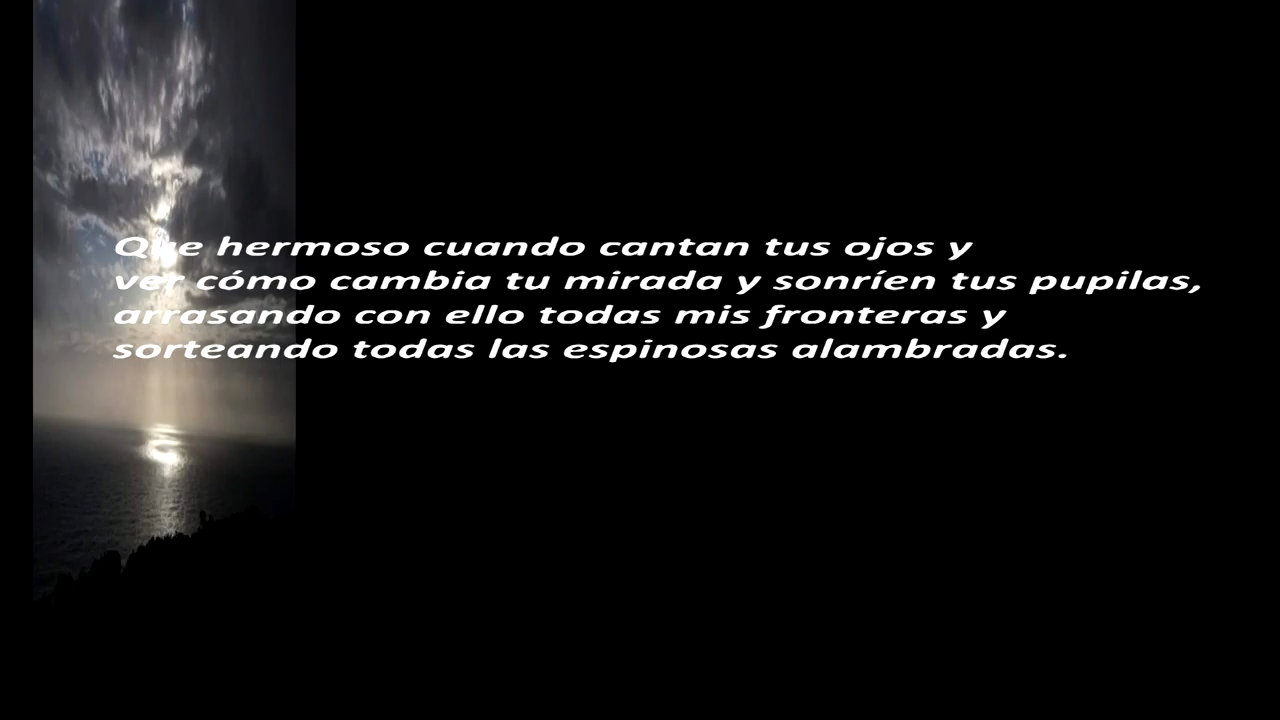 Que hermoso cuando cantan tus ojos y
ver cómo cambia tu mirada y sonríen tus pupilas,
arrasando con ello todas mis fronteras y
sorteando todas las espinosas alambradas.